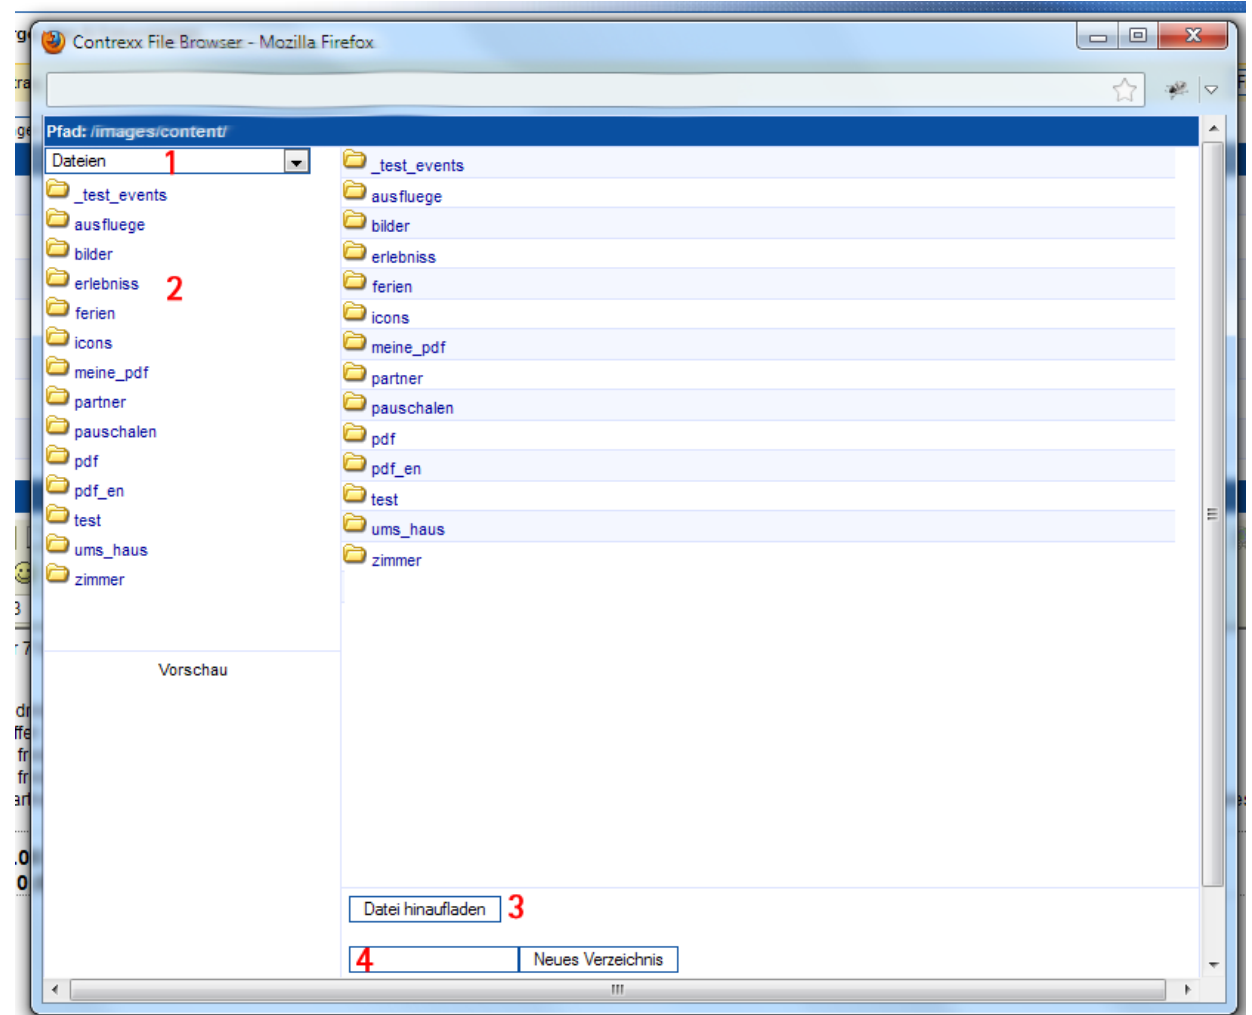 Contrexx File Browser - Mozilla Firefox
Pfad: /images/content/
Dateien 1
_test_events
ausfluege
bilder
erlebniss 2
ferien
icons
meine_pdf
partner
pauschalen
pdf
pdf_en
test
ums_haus
zimmer
Vorschau
_test_events
ausfluege
bilder
erlebniss
ferien
icons
meine_pdf
partner
pauschalen
pdf
pdf_en
test
ums_haus
zimmer
Datei hinaufladen 3
4 Neues Verzeichnis